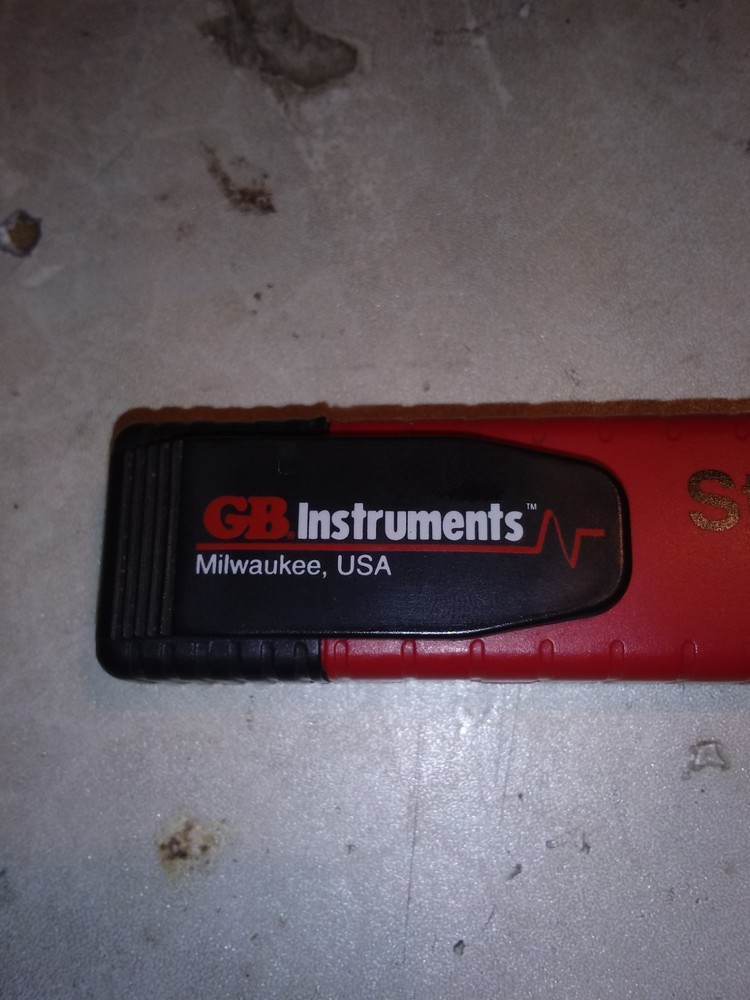 GB® Instruments™
Milwaukee, USA